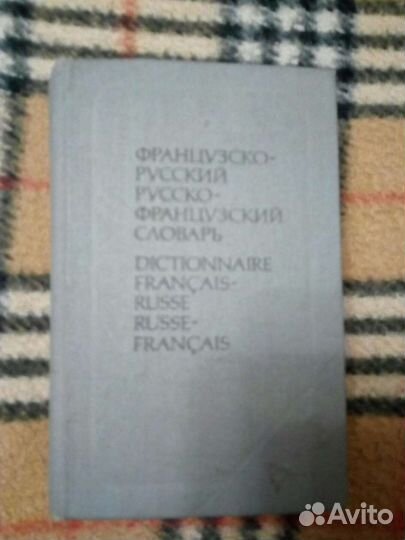 ФРАНЦУЗСКО-
РУССКИЙ
РУССКО-
ФРАНЦУЗСКИЙ
СЛОВАРЬ
DICTIONNAIRE
FRANÇAIS-
RUSSE
RUSSE-
FRANÇAIS
Avito